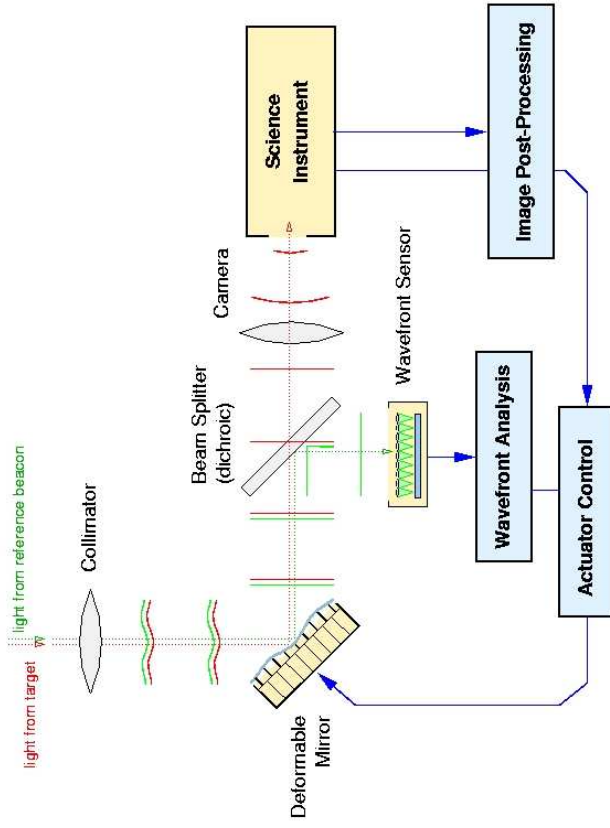 light from target
light from reference beacon
Collimator
Deformable
Mirror
Beam Splitter
(dichroic)
Camera
Science
Instrument
Wavefront Sensor
Wavefront Analysis
Image Post-Processing
Actuator Control